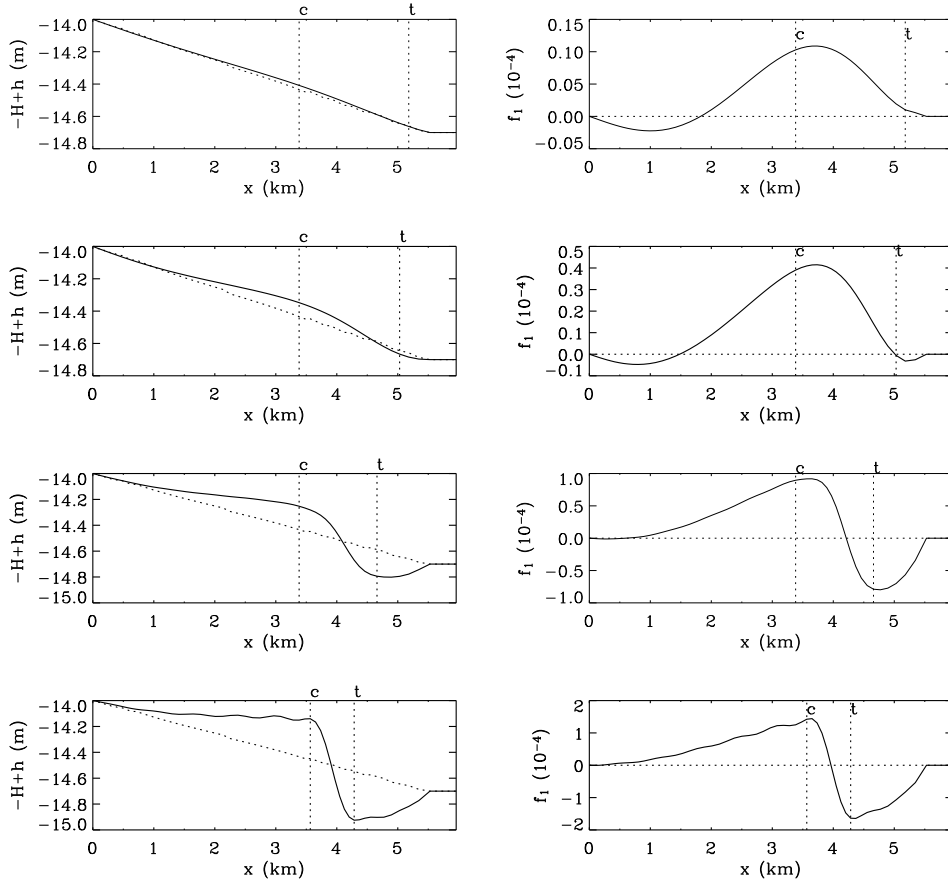 c t
−14.0
−14.2
−14.4
−14.6
−14.8
−H+h (m)
0 1 2 3 4 5
x (km)
c t
0.15
0.10
0.05
0.00
−0.05
f₁ (10⁻⁴)
0 1 2 3 4 5
x (km)
c t
−14.0
−14.2
−14.4
−14.6
−14.8
−H+h (m)
0 1 2 3 4 5
x (km)
c t
0.5
0.4
0.3
0.2
0.1
0.0
−0.1
f₁ (10⁻⁴)
0 1 2 3 4 5
x (km)
c t
−14.0
−14.2
−14.4
−14.6
−14.8
−15.0
−H+h (m)
0 1 2 3 4 5
x (km)
c t
1.0
0.5
0.0
−0.5
−1.0
f₁ (10⁻⁴)
0 1 2 3 4 5
x (km)
c t
−14.0
−14.2
−14.4
−14.6
−14.8
−15.0
−H+h (m)
0 1 2 3 4 5
x (km)
c t
2
1
0
−1
−2
f₁ (10⁻⁴)
0 1 2 3 4 5
x (km)